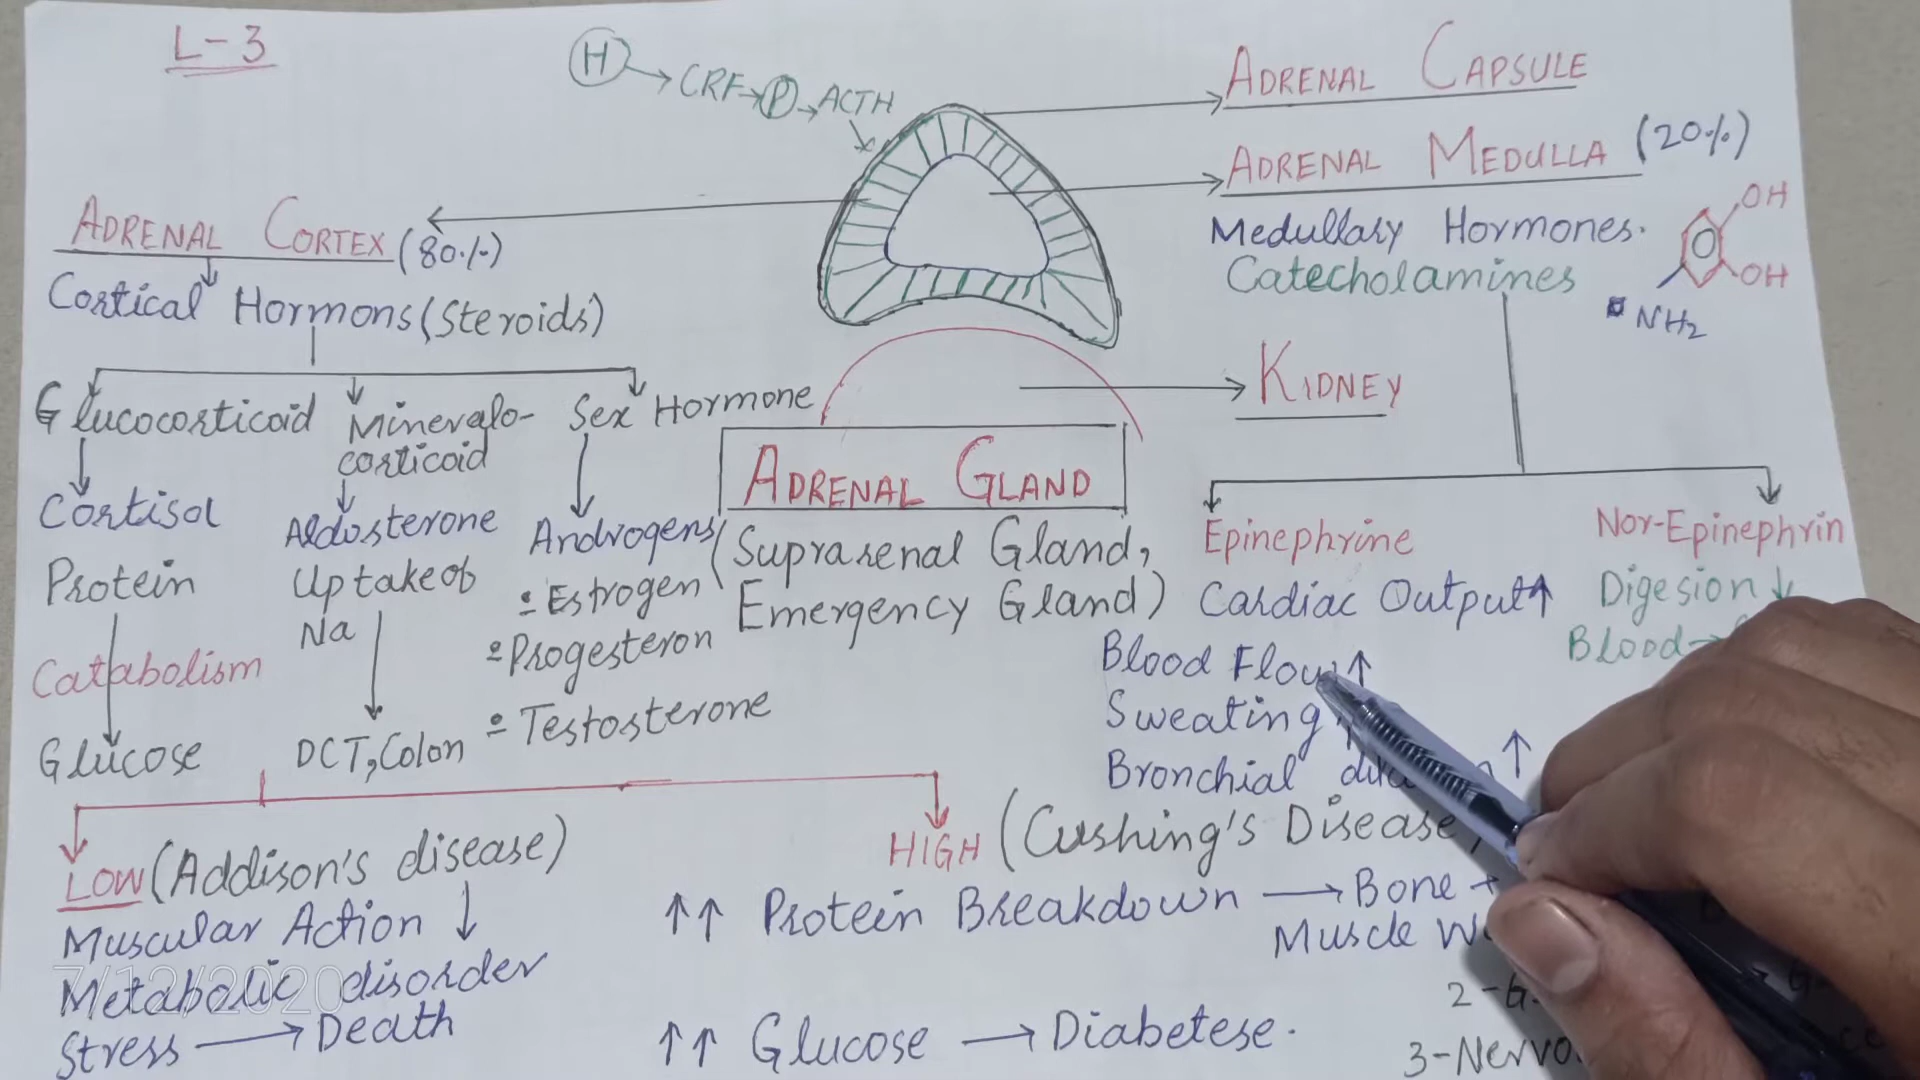 L-3
H → CRF → P → ACTH
ADRENAL CAPSULE
ADRENAL MEDULLA (20%)
Medullary Hormones.
Catecholamines
OH
OH
NH2
ADRENAL CORTEX (80%)
Cortical Hormons (Steroids)
Glucocorticoid
Mineralo-
corticoid
Sex Hormone
KIDNEY
ADRENAL GLAND
(Suprarenal Gland,
Emergency Gland)
Cortisol
Protein
Catabolism
Glucose
Aldosterone
Uptake of
Na
DCT, Colon
Androgens
Estrogen
Progesteron
Testosterone
Epinephrine
Cardiac Output ↑
Blood Flow ↑
Sweating
Bronchial
↑
Nor-Epinephrin
Digesion ↓
Blood →
LOW (Addison's disease)
Muscular Action ↓
Metabolic disorder
Stress → Death
7/12/2020
HIGH (Cushing's Disease
↑↑ Protein Breakdown → Bone +
Muscle
↑↑ Glucose → Diabetese.
2-G
3-Nervo